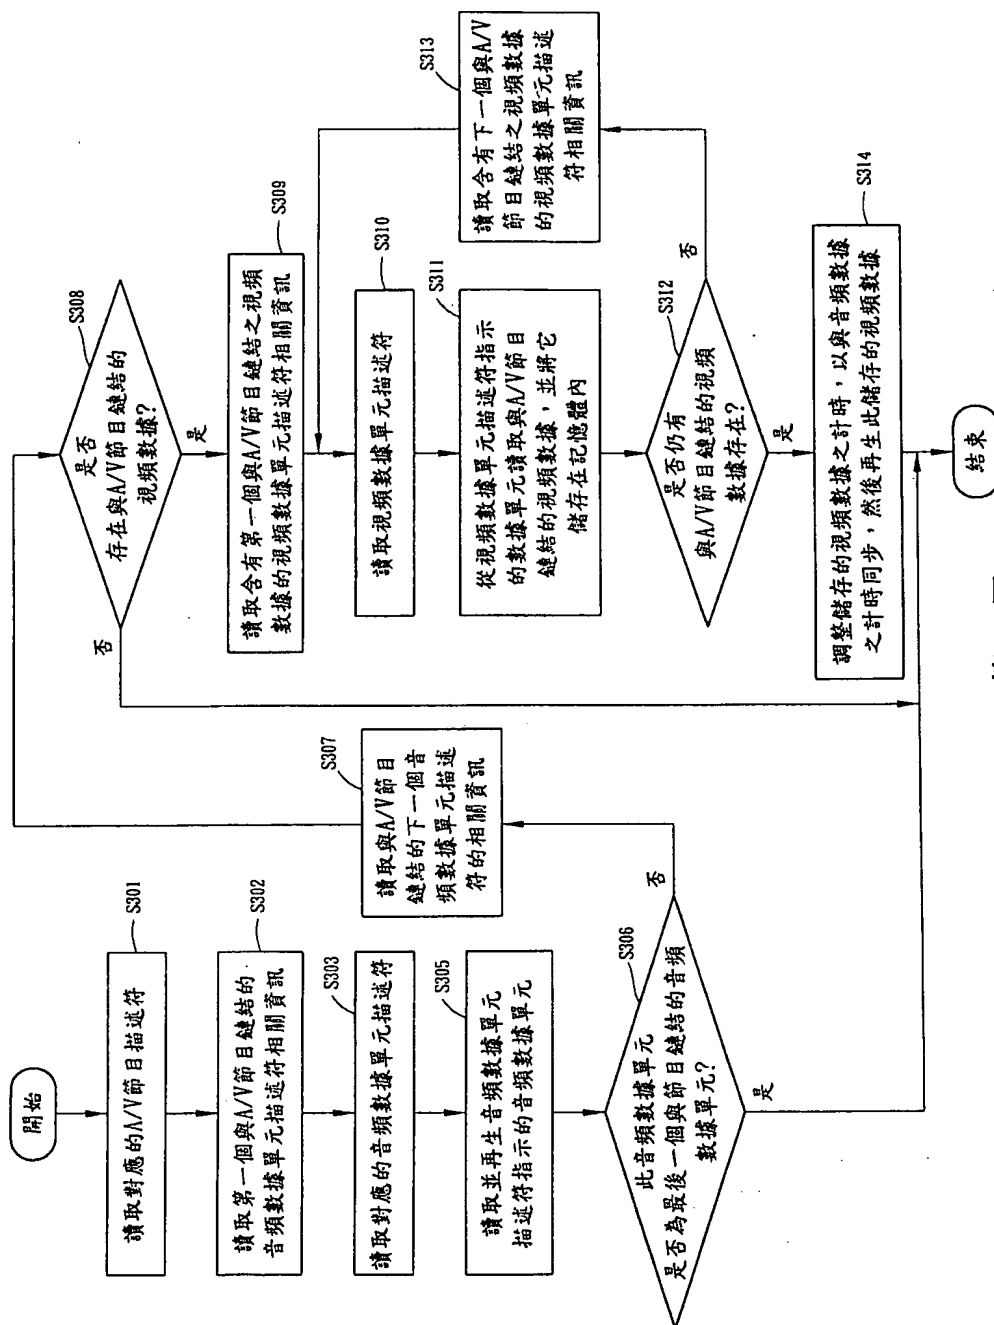 開始
S301
讀取對應的A/V節目描述符
S302
讀取第一個與A/V節目鏈結的
音頻數據單元描述符相關資訊
S303
讀取對應的音頻數據單元描述符
S305
讀取並再生音頻數據單元
描述符指示的音頻數據單元
S306
此音頻數據單元
是否為最後一個與節目鏈結的音頻
數據單元?
否
是
S307
讀取與A/V節目
鏈結的下一個音
頻數據單元描述
符的相關資訊
S308
是否
存在與A/V節目鏈結的
視頻數據?
否
是
S309
讀取含有第一個與A/V節目鏈結之視頻
數據的視頻數據單元描述符相關資訊
S310
讀取視頻數據單元描述符
S311
從視頻數據單元描述符指示
的數據單元讀取與A/V節目
鏈結的視頻數據,並將它
儲存在記憶體內
S312
是否仍有
與A/V節目鏈結的視頻
數據存在?
否
是
S313
讀取含有下一個與A/V
節目鏈結之視頻數據
的視頻數據單元描述
符相關資訊
S314
調整儲存的視頻數據之計時,以與音頻數據
之計時同步,然後再生此儲存的視頻數據
結束